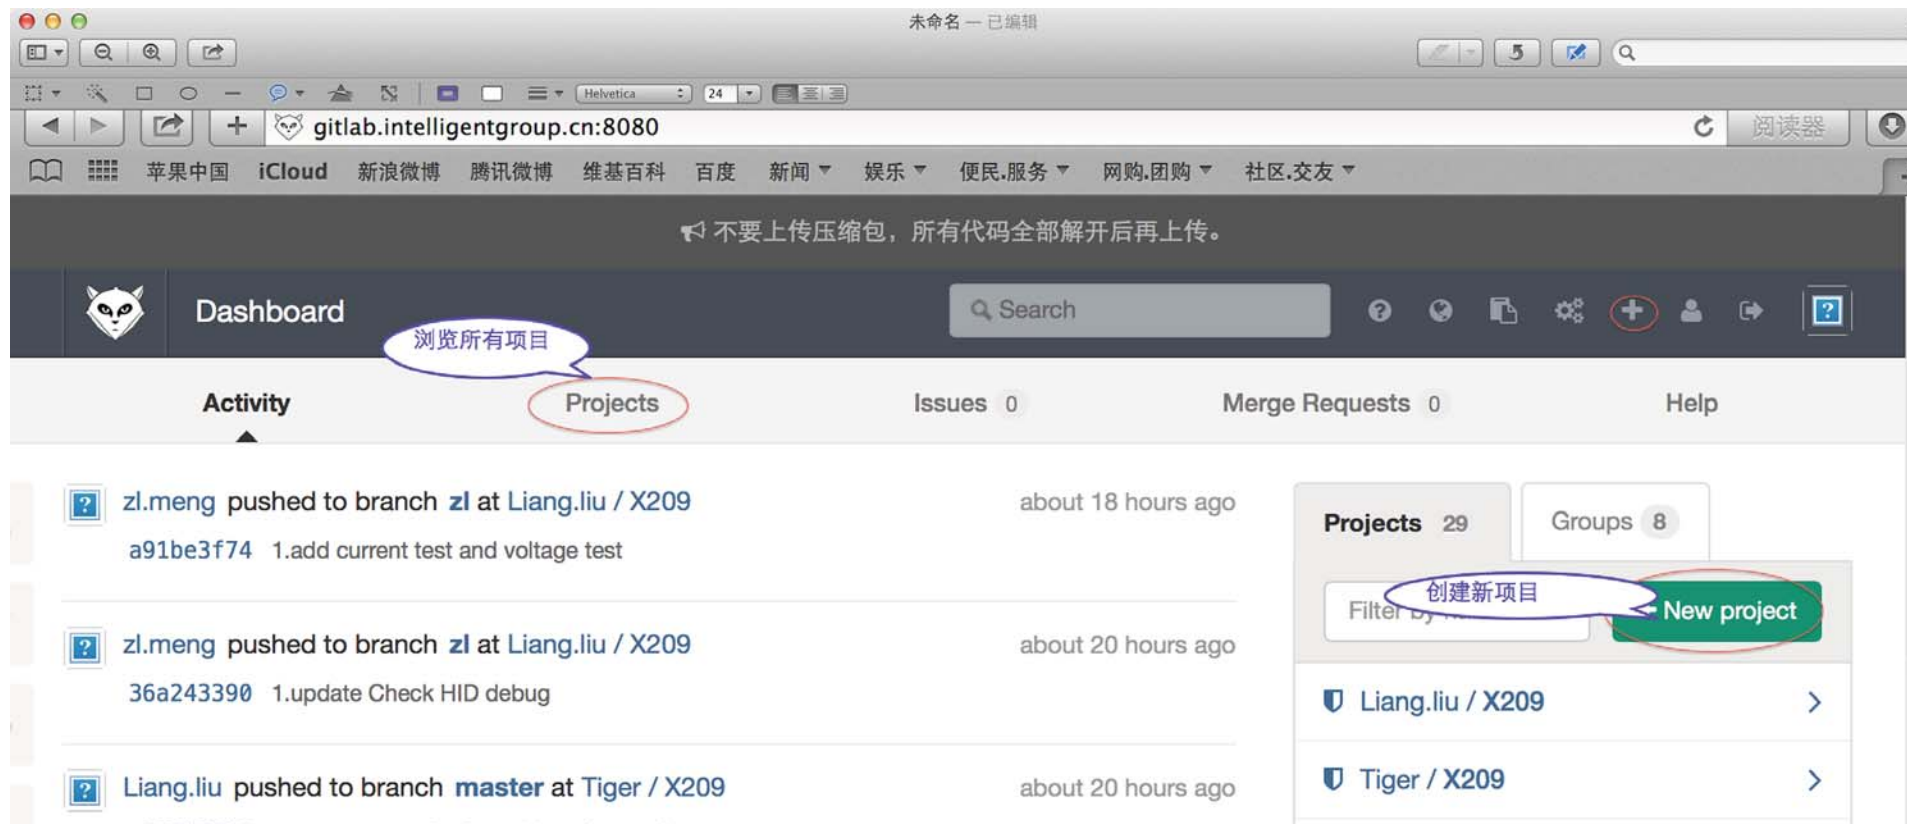 未命名 — 已编辑
Helvetica 24
gitlab.intelligentgroup.cn:8080 阅读器
苹果中国 iCloud 新浪微博 腾讯微博 维基百科 百度 新闻 娱乐 便民.服务 网购.团购 社区.交友
不要上传压缩包，所有代码全部解开后再上传。
Dashboard Search
浏览所有项目
Activity Projects Issues 0 Merge Requests 0 Help
zl.meng pushed to branch zl at Liang.liu / X209 about 18 hours ago
a91be3f74 1.add current test and voltage test
Projects 29 Groups 8
创建新项目
Filter New project
zl.meng pushed to branch zl at Liang.liu / X209 about 20 hours ago
36a243390 1.update Check HID debug
Liang.liu / X209
Liang.liu pushed to branch master at Tiger / X209 about 20 hours ago
Tiger / X209